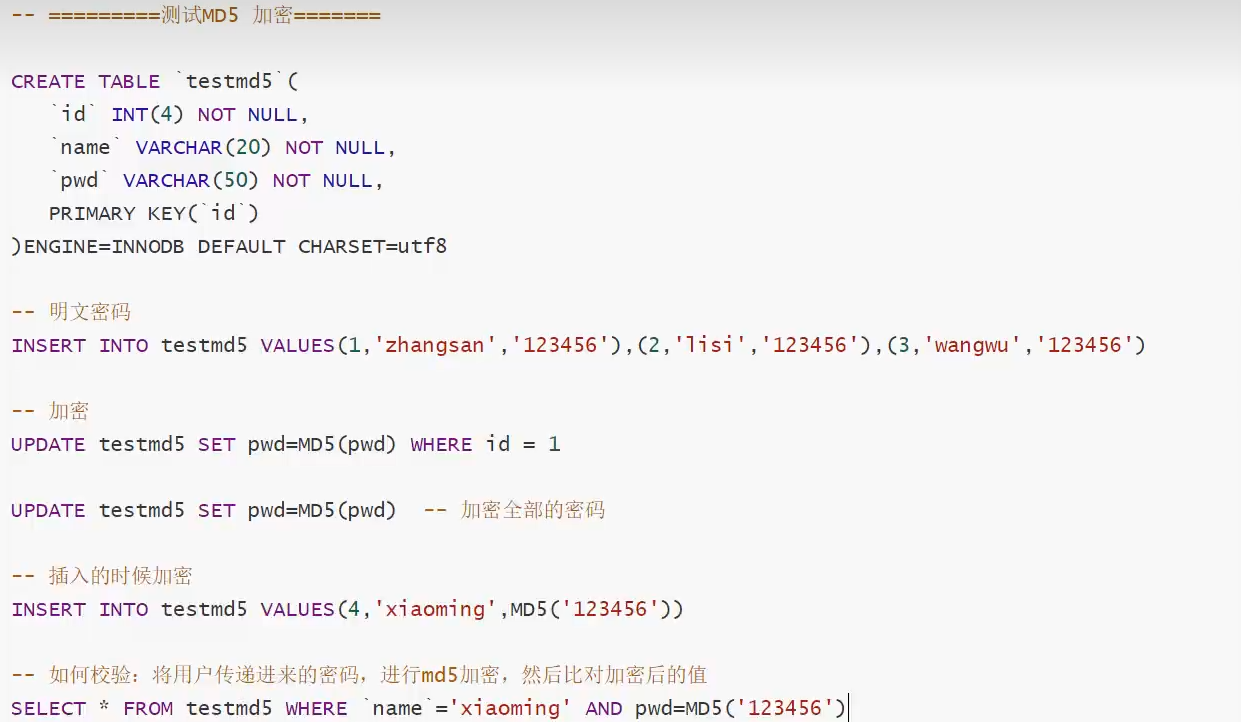 -- =========测试MD5 加密=======
CREATE TABLE `testmd5`(
`id` INT(4) NOT NULL,
`name` VARCHAR(20) NOT NULL,
`pwd` VARCHAR(50) NOT NULL,
PRIMARY KEY(`id`)
)ENGINE=INNODB DEFAULT CHARSET=utf8
-- 明文密码
INSERT INTO testmd5 VALUES(1,'zhangsan','123456'),(2,'lisi','123456'),(3,'wangwu','123456')
-- 加密
UPDATE testmd5 SET pwd=MD5(pwd) WHERE id = 1
UPDATE testmd5 SET pwd=MD5(pwd)  -- 加密全部的密码
-- 插入的时候加密
INSERT INTO testmd5 VALUES(4,'xiaoming',MD5('123456'))
-- 如何校验：将用户传递进来的密码，进行md5加密，然后比对加密后的值
SELECT * FROM testmd5 WHERE `name`='xiaoming' AND pwd=MD5('123456')